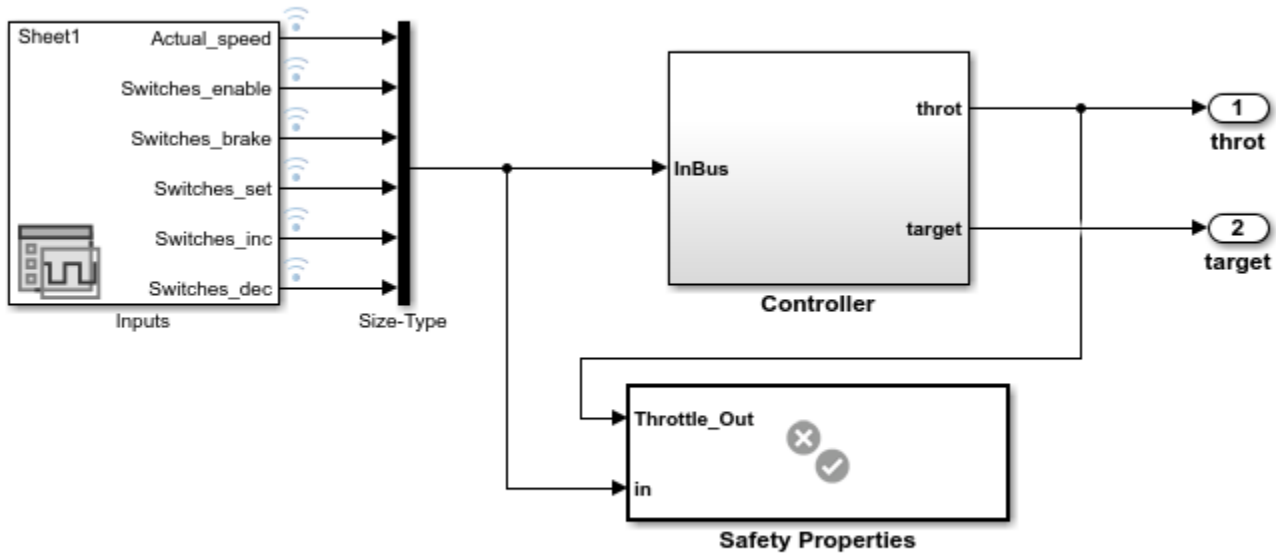 Sheet1
Actual_speed
Switches_enable
Switches_brake
Switches_set
Switches_inc
Switches_dec
Inputs
Size-Type
InBus
throt
target
Controller
1
throt
2
target
Throttle_Out
in
Safety Properties